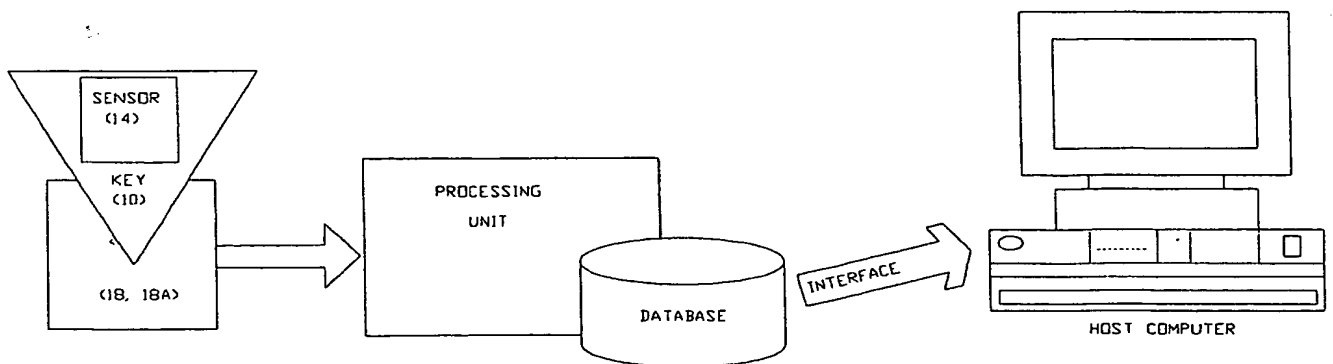 SENSOR
(14)
KEY
(10)
(18, 18A)
PROCESSING
UNIT
DATABASE
INTERFACE
HOST COMPUTER